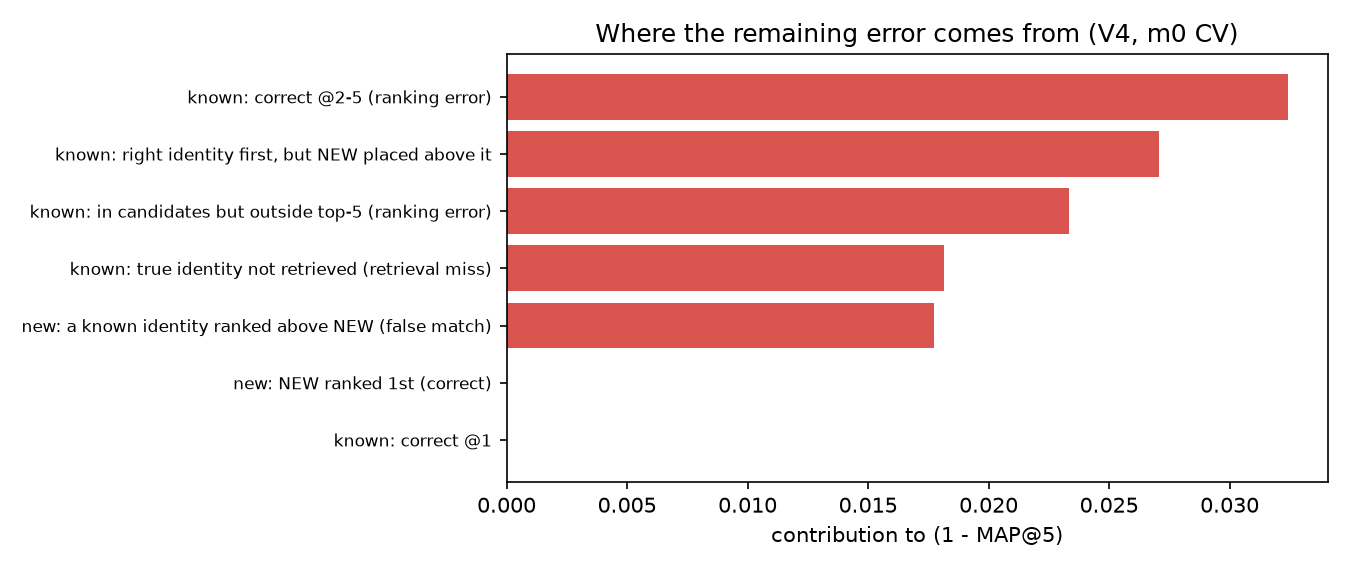 Where the remaining error comes from (V4, m0 CV)
known: correct @2-5 (ranking error)
known: right identity first, but NEW placed above it
known: in candidates but outside top-5 (ranking error)
known: true identity not retrieved (retrieval miss)
new: a known identity ranked above NEW (false match)
new: NEW ranked 1st (correct)
known: correct @1
0.000 0.005 0.010 0.015 0.020 0.025 0.030
contribution to (1 - MAP@5)